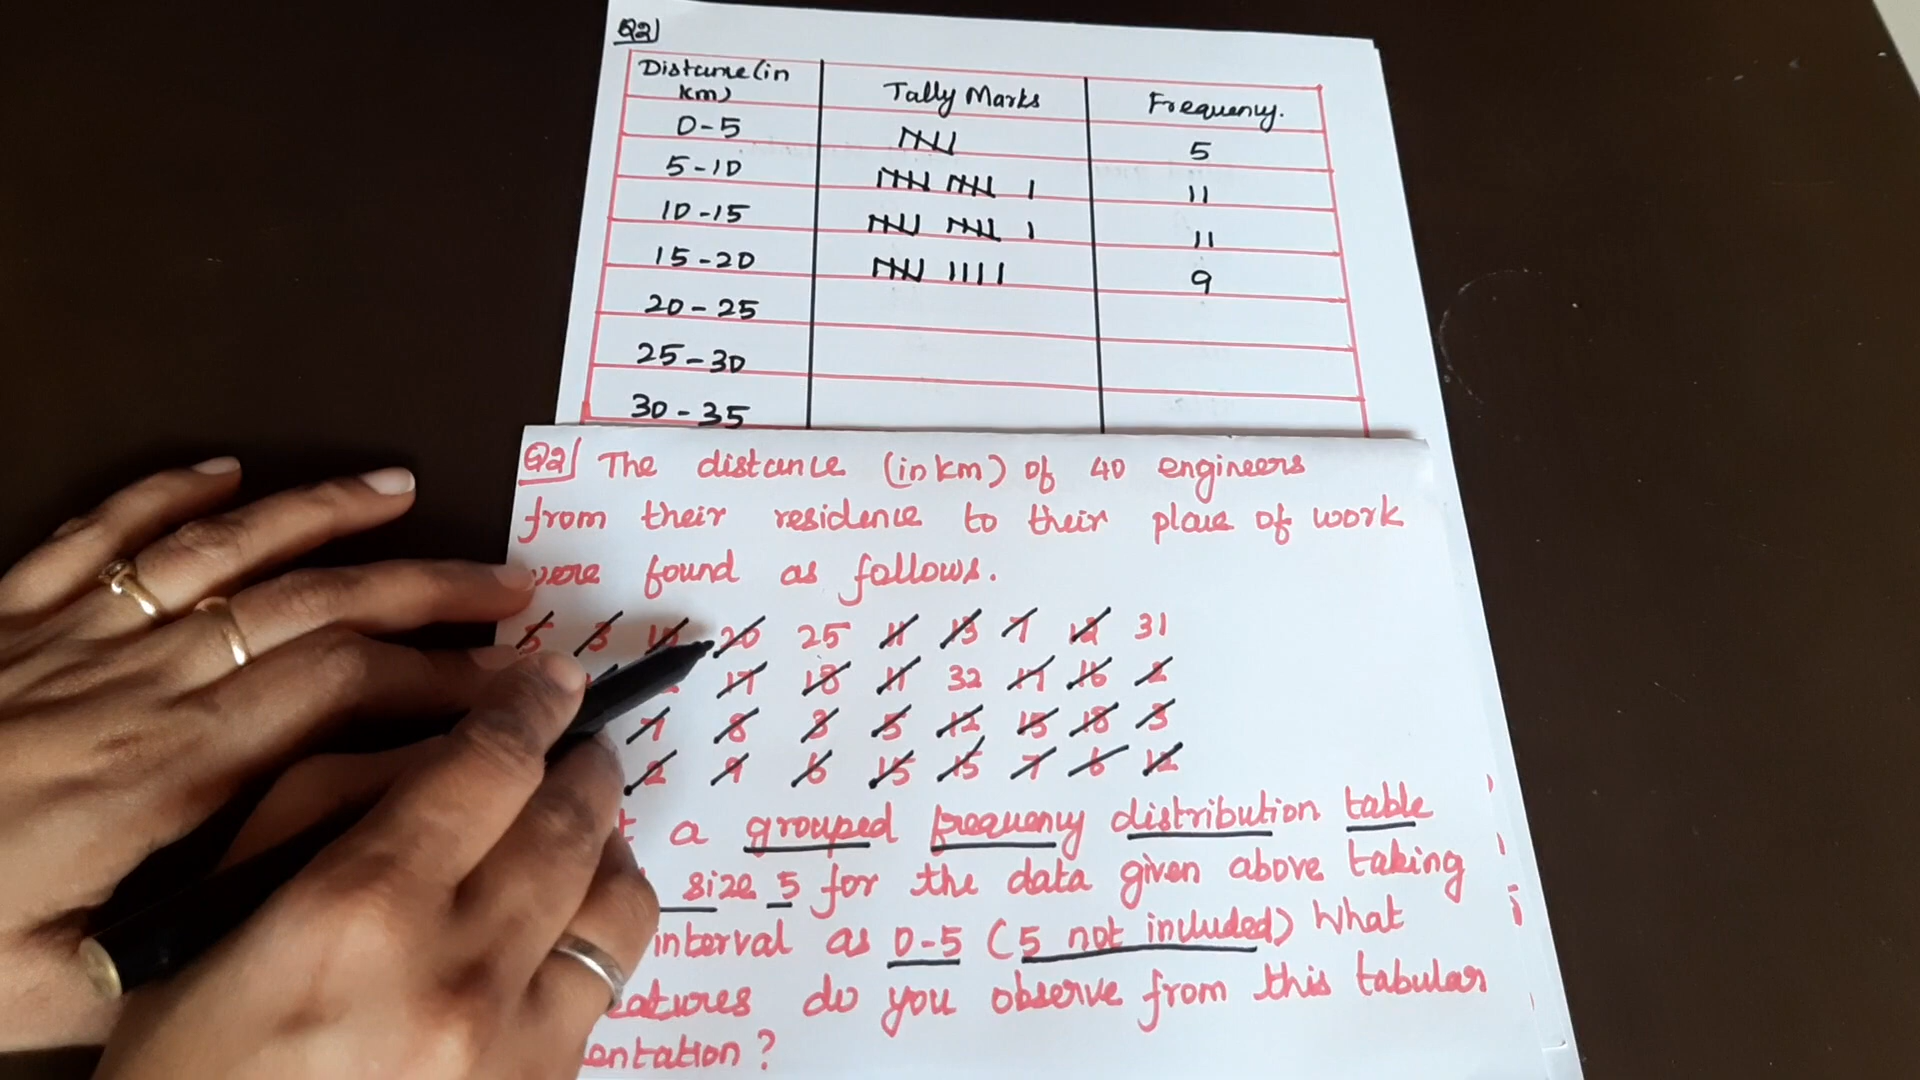 Q2
Distance (in km) Tally Marks Frequency.
0-5 5
5-10 11
10-15 11
15-20 9
20-25
25-30
30-35
Q2 The distance (in km) of 40 engineers
from their residence to their place of work
were found as follows.
5 3 10 20 25 11 13 7 12 31
17 18 11 32 17 16 2
7 8 3 5 12 15 18 3
2 9 6 15 15 7 6 12
a grouped frequency distribution table
size 5 for the data given above taking
interval as 0-5 (5 not included) What
do you observe from this tabular
?